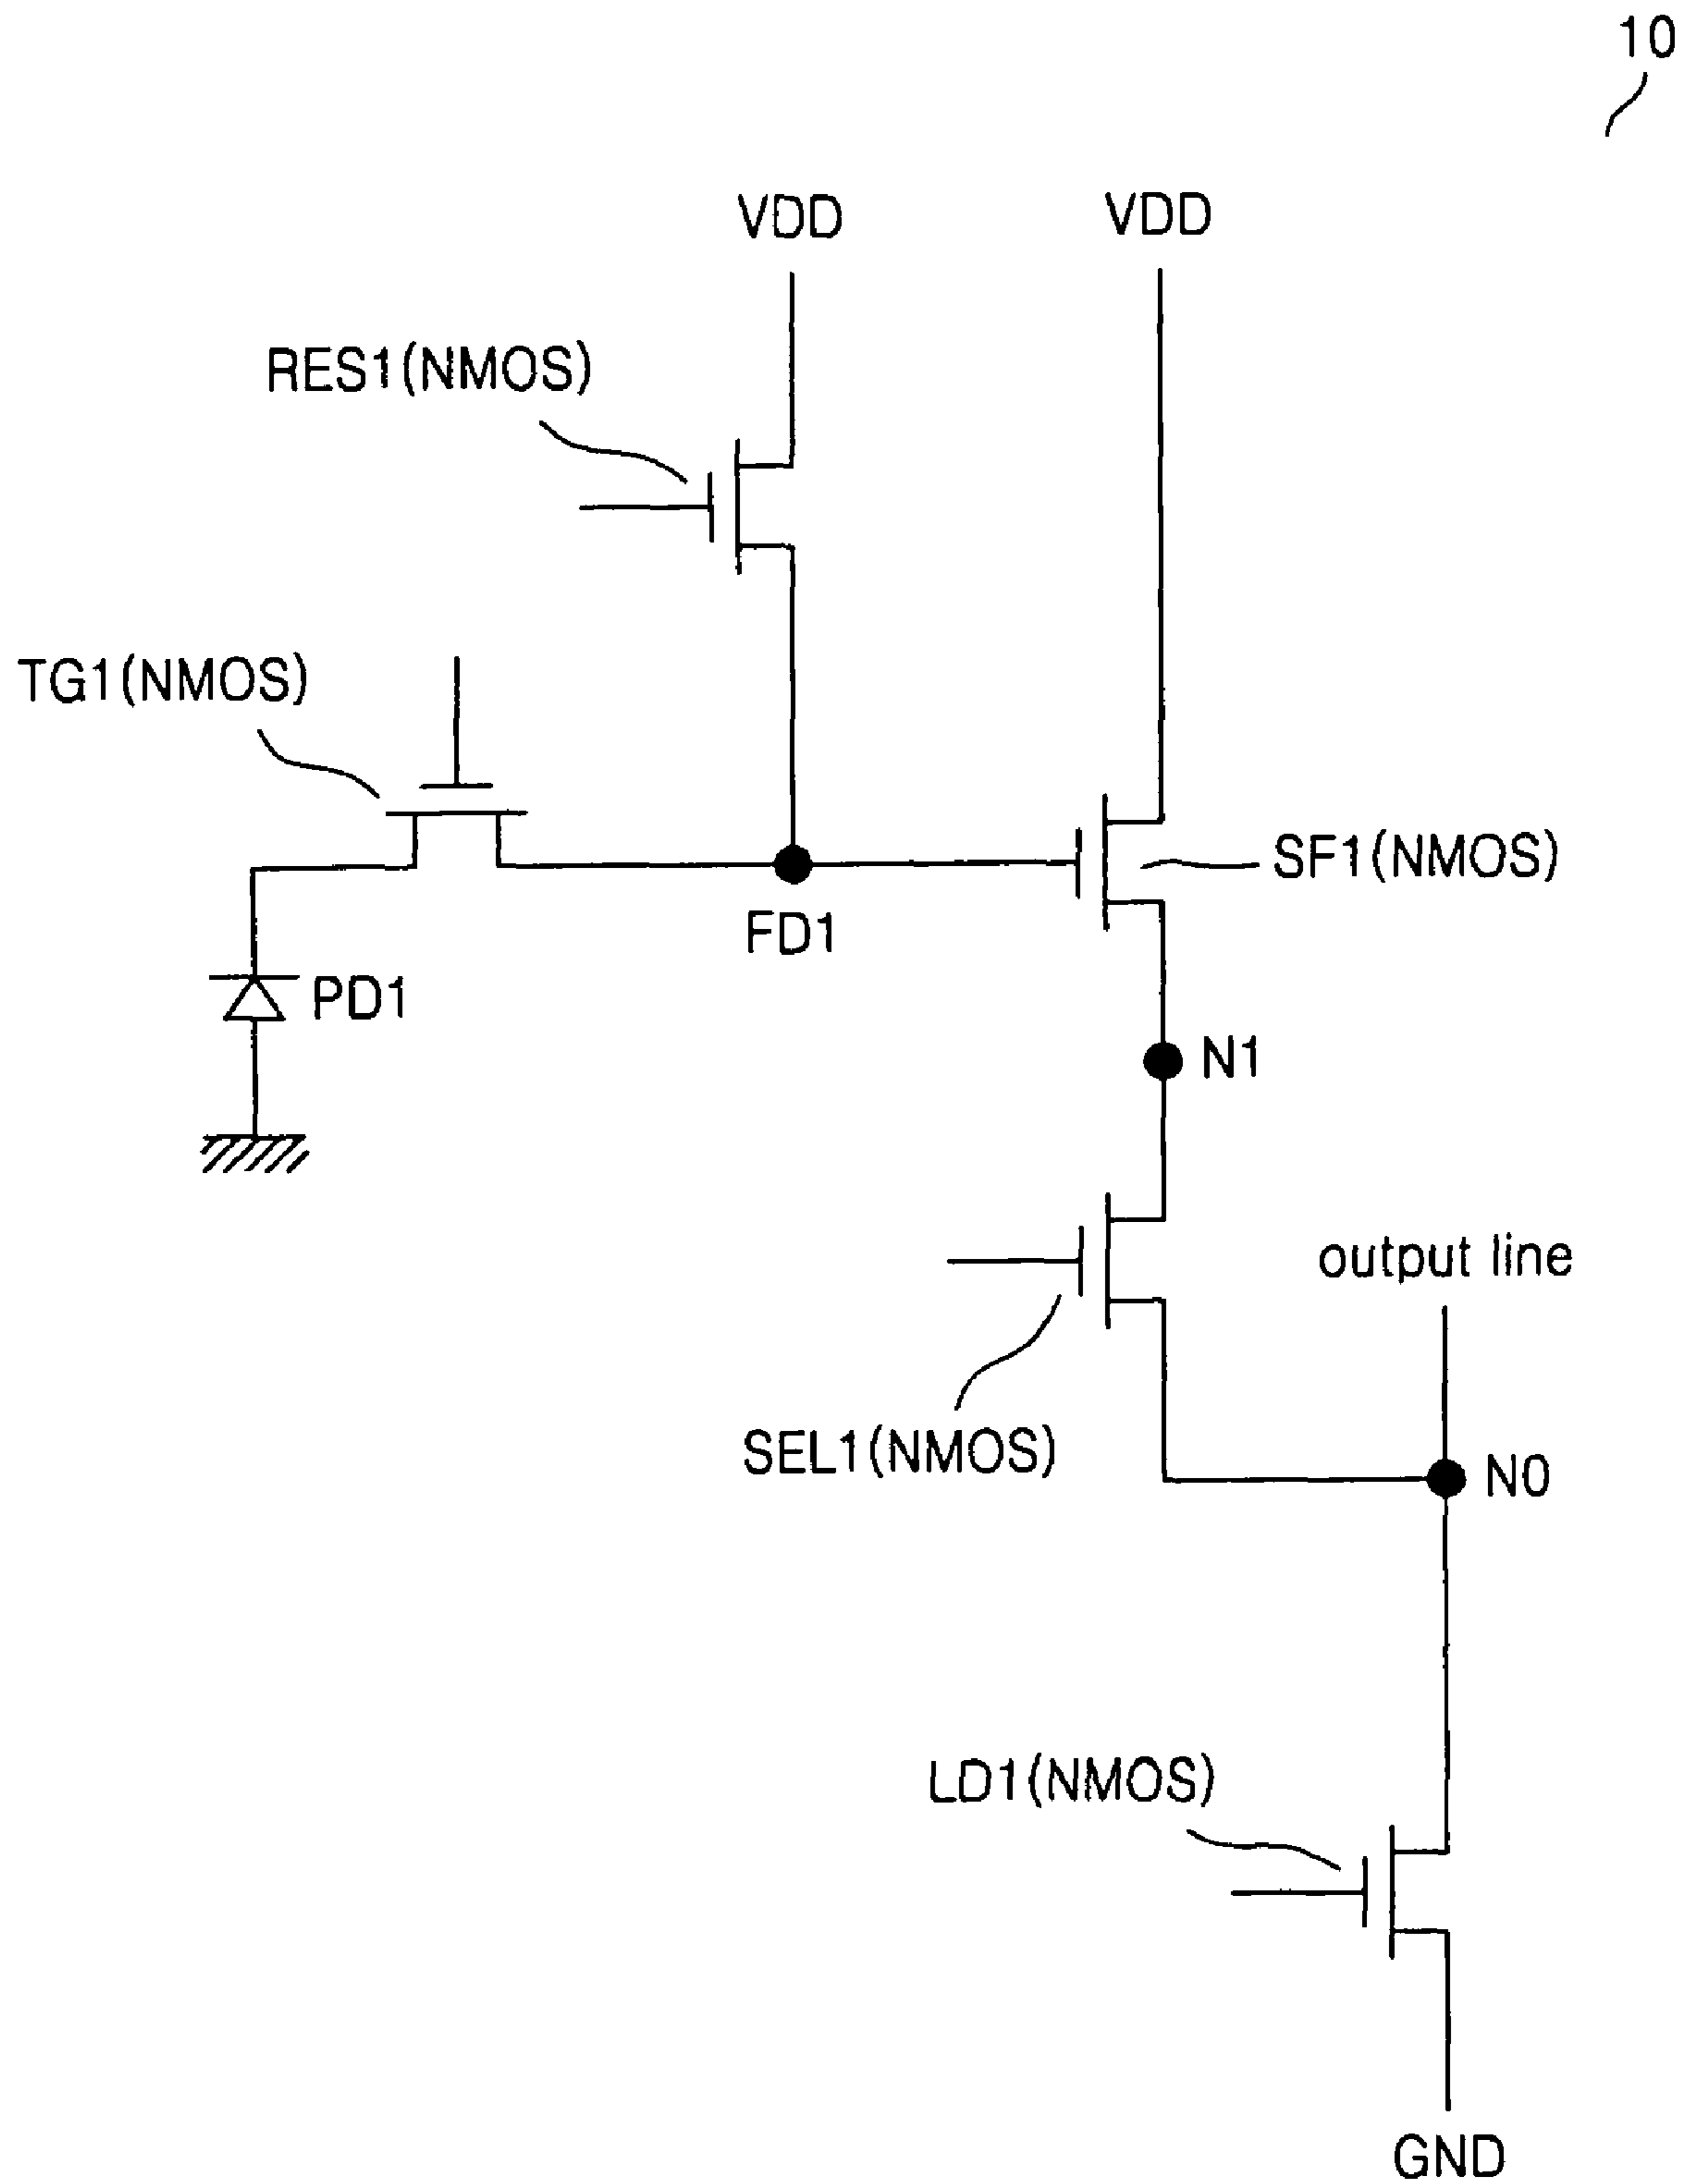 10
VDD
VDD
RES1(NMOS)
TG1(NMOS)
SF1(NMOS)
FD1
PD1
N1
output line
SEL1(NMOS)
N0
LD1(NMOS)
GND